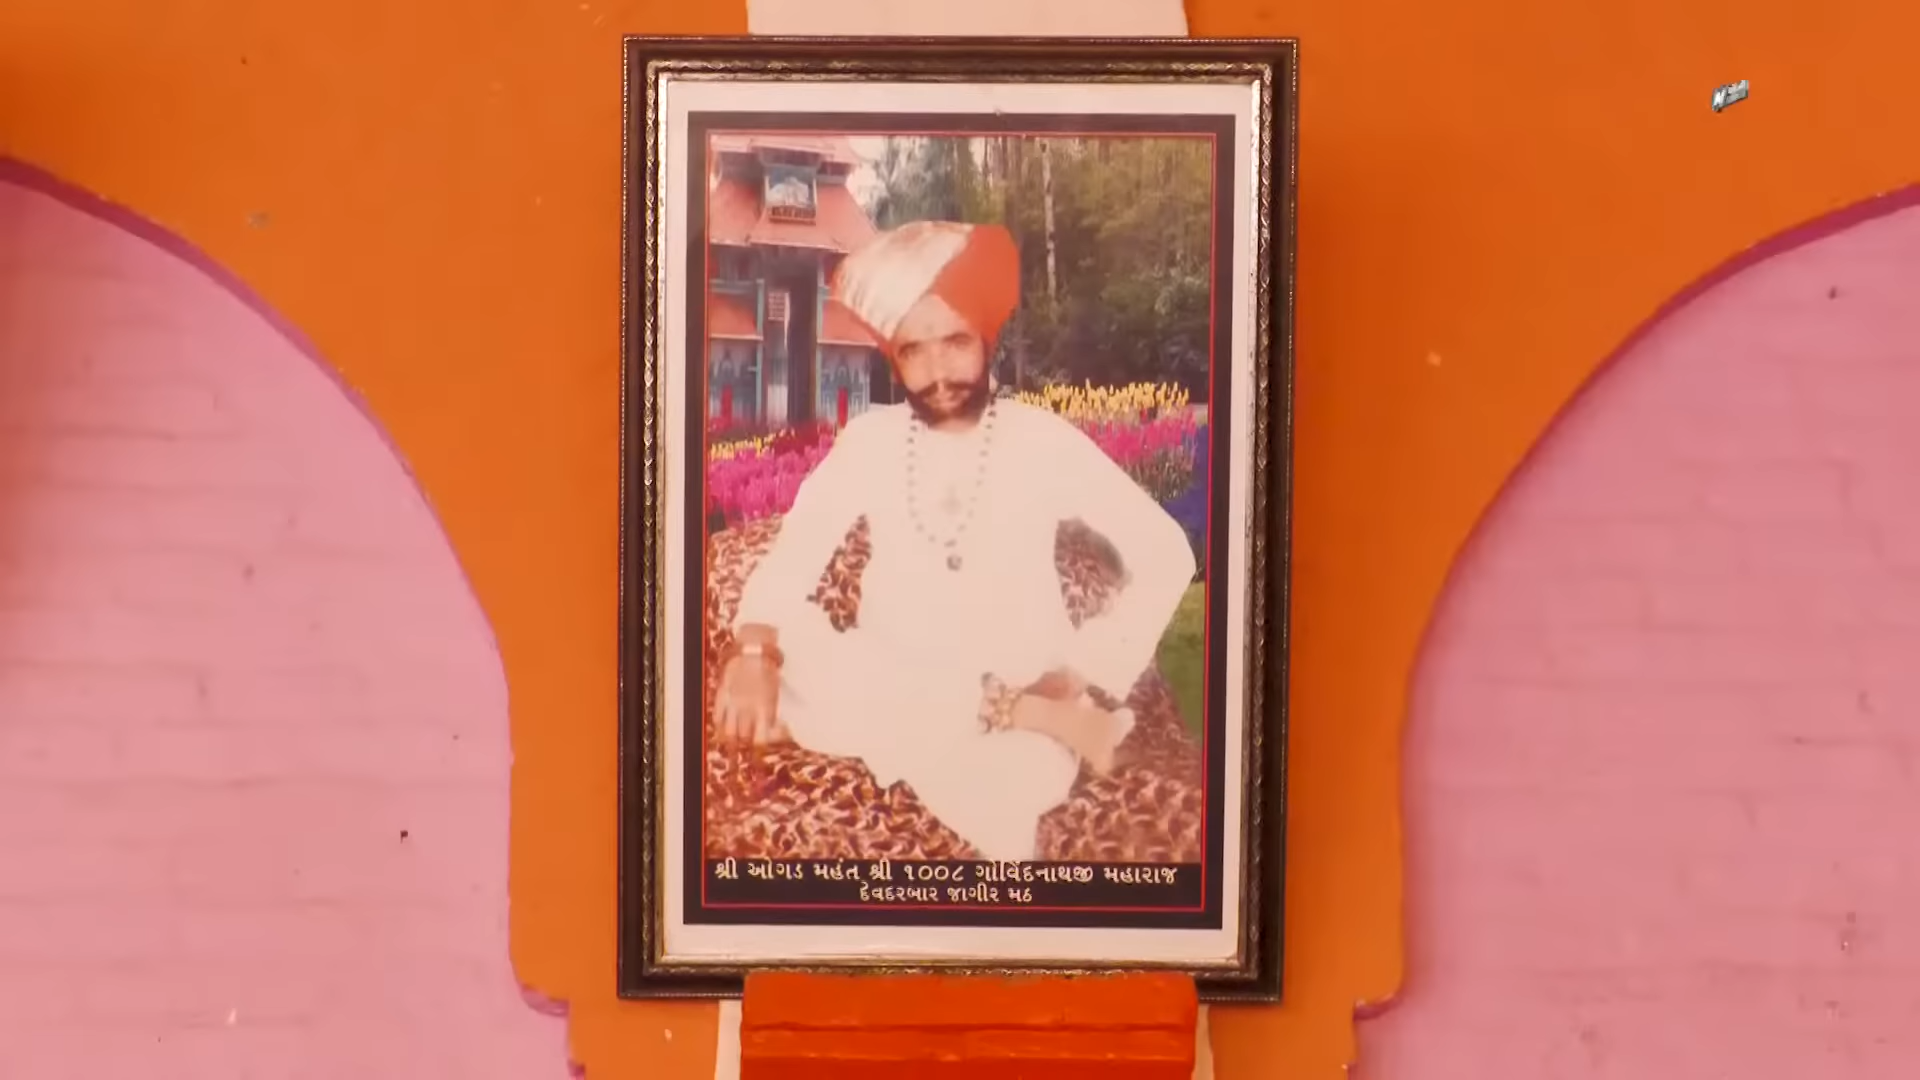 શ્રી ઓગડ મહંત શ્રી ૧૦૦૮ ગોવિંદનાથજી મહારાજ
દેવદરબાર જાગીર મઠ